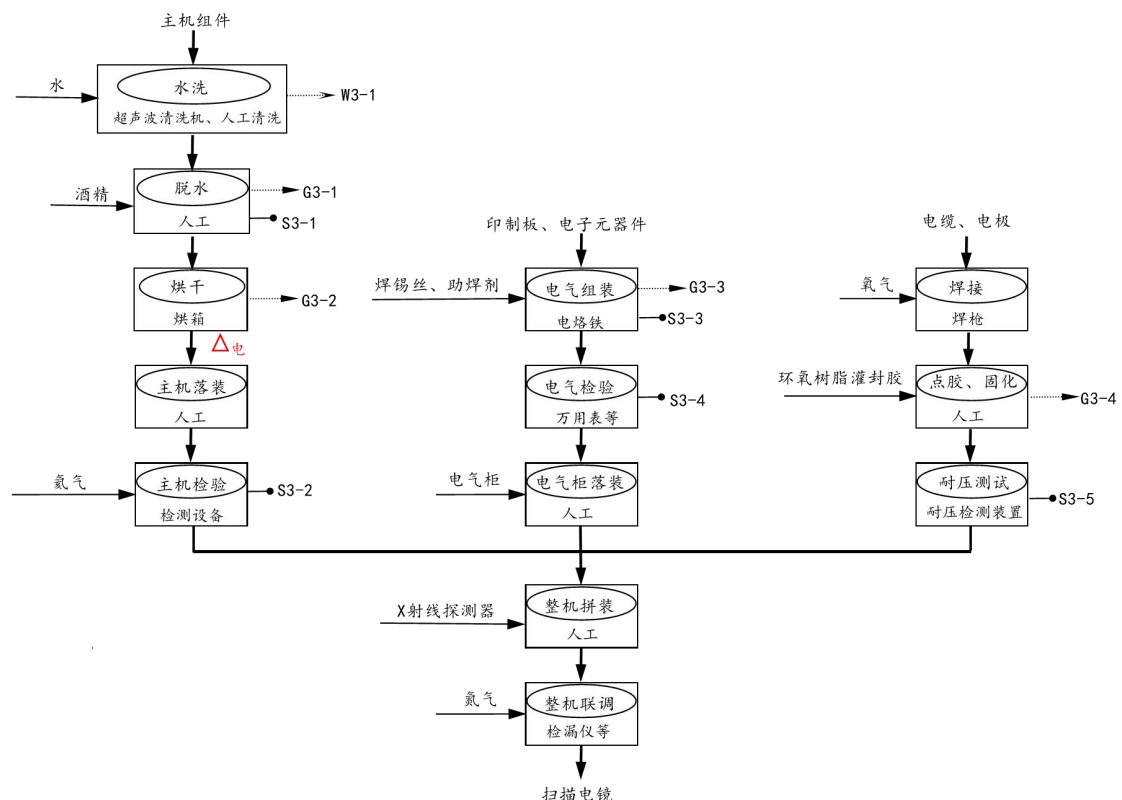 主机组件
水
水洗
超声波清洗机、人工清洗
W3-1
酒精
脱水
人工
G3-1
S3-1
烘干
烘箱
G3-2
电
主机落装
人工
氦气
主机检验
检测设备
S3-2
印制板、电子元器件
焊锡丝、助焊剂
电气组装
电烙铁
G3-3
S3-3
电气检验
万用表等
S3-4
电气柜
电气柜落装
人工
电缆、电极
氧气
焊接
焊枪
环氧树脂灌封胶
点胶、固化
人工
G3-4
耐压测试
耐压检测装置
S3-5
X射线探测器
整机拼装
人工
氮气
整机联调
检漏仪等
扫描电镜